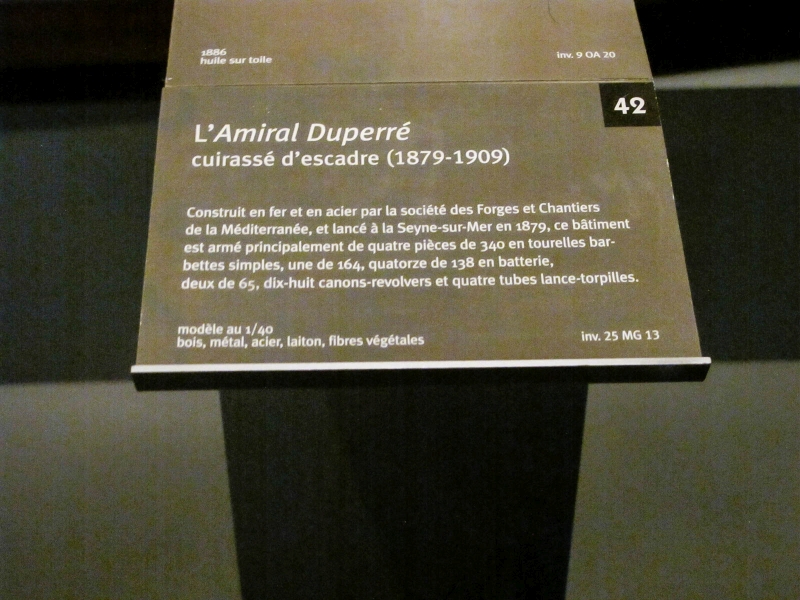 1886
huile sur toile
inv. 9 OA 20
42
L'Amiral Duperré
cuirassé d'escadre (1879-1909)
Construit en fer et en acier par la société des Forges et Chantiers
de la Méditerranée, et lancé à la Seyne-sur-Mer en 1879, ce bâtiment
est armé principalement de quatre pièces de 340 en tourelles bar-
bettes simples, une de 164, quatorze de 138 en batterie,
deux de 65, dix-huit canons-revolvers et quatre tubes lance-torpilles.
modèle au 1/40
bois, métal, acier, laiton, fibres végétales
inv. 25 MG 13